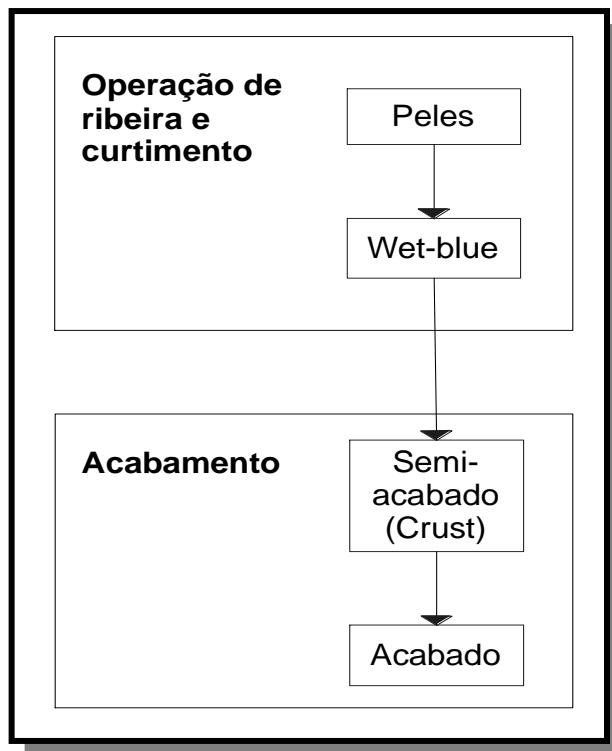 Operação de
ribeira e
curtimento
Peles
Wet-blue
Acabamento
Semi-
acabado
(Crust)
Acabado